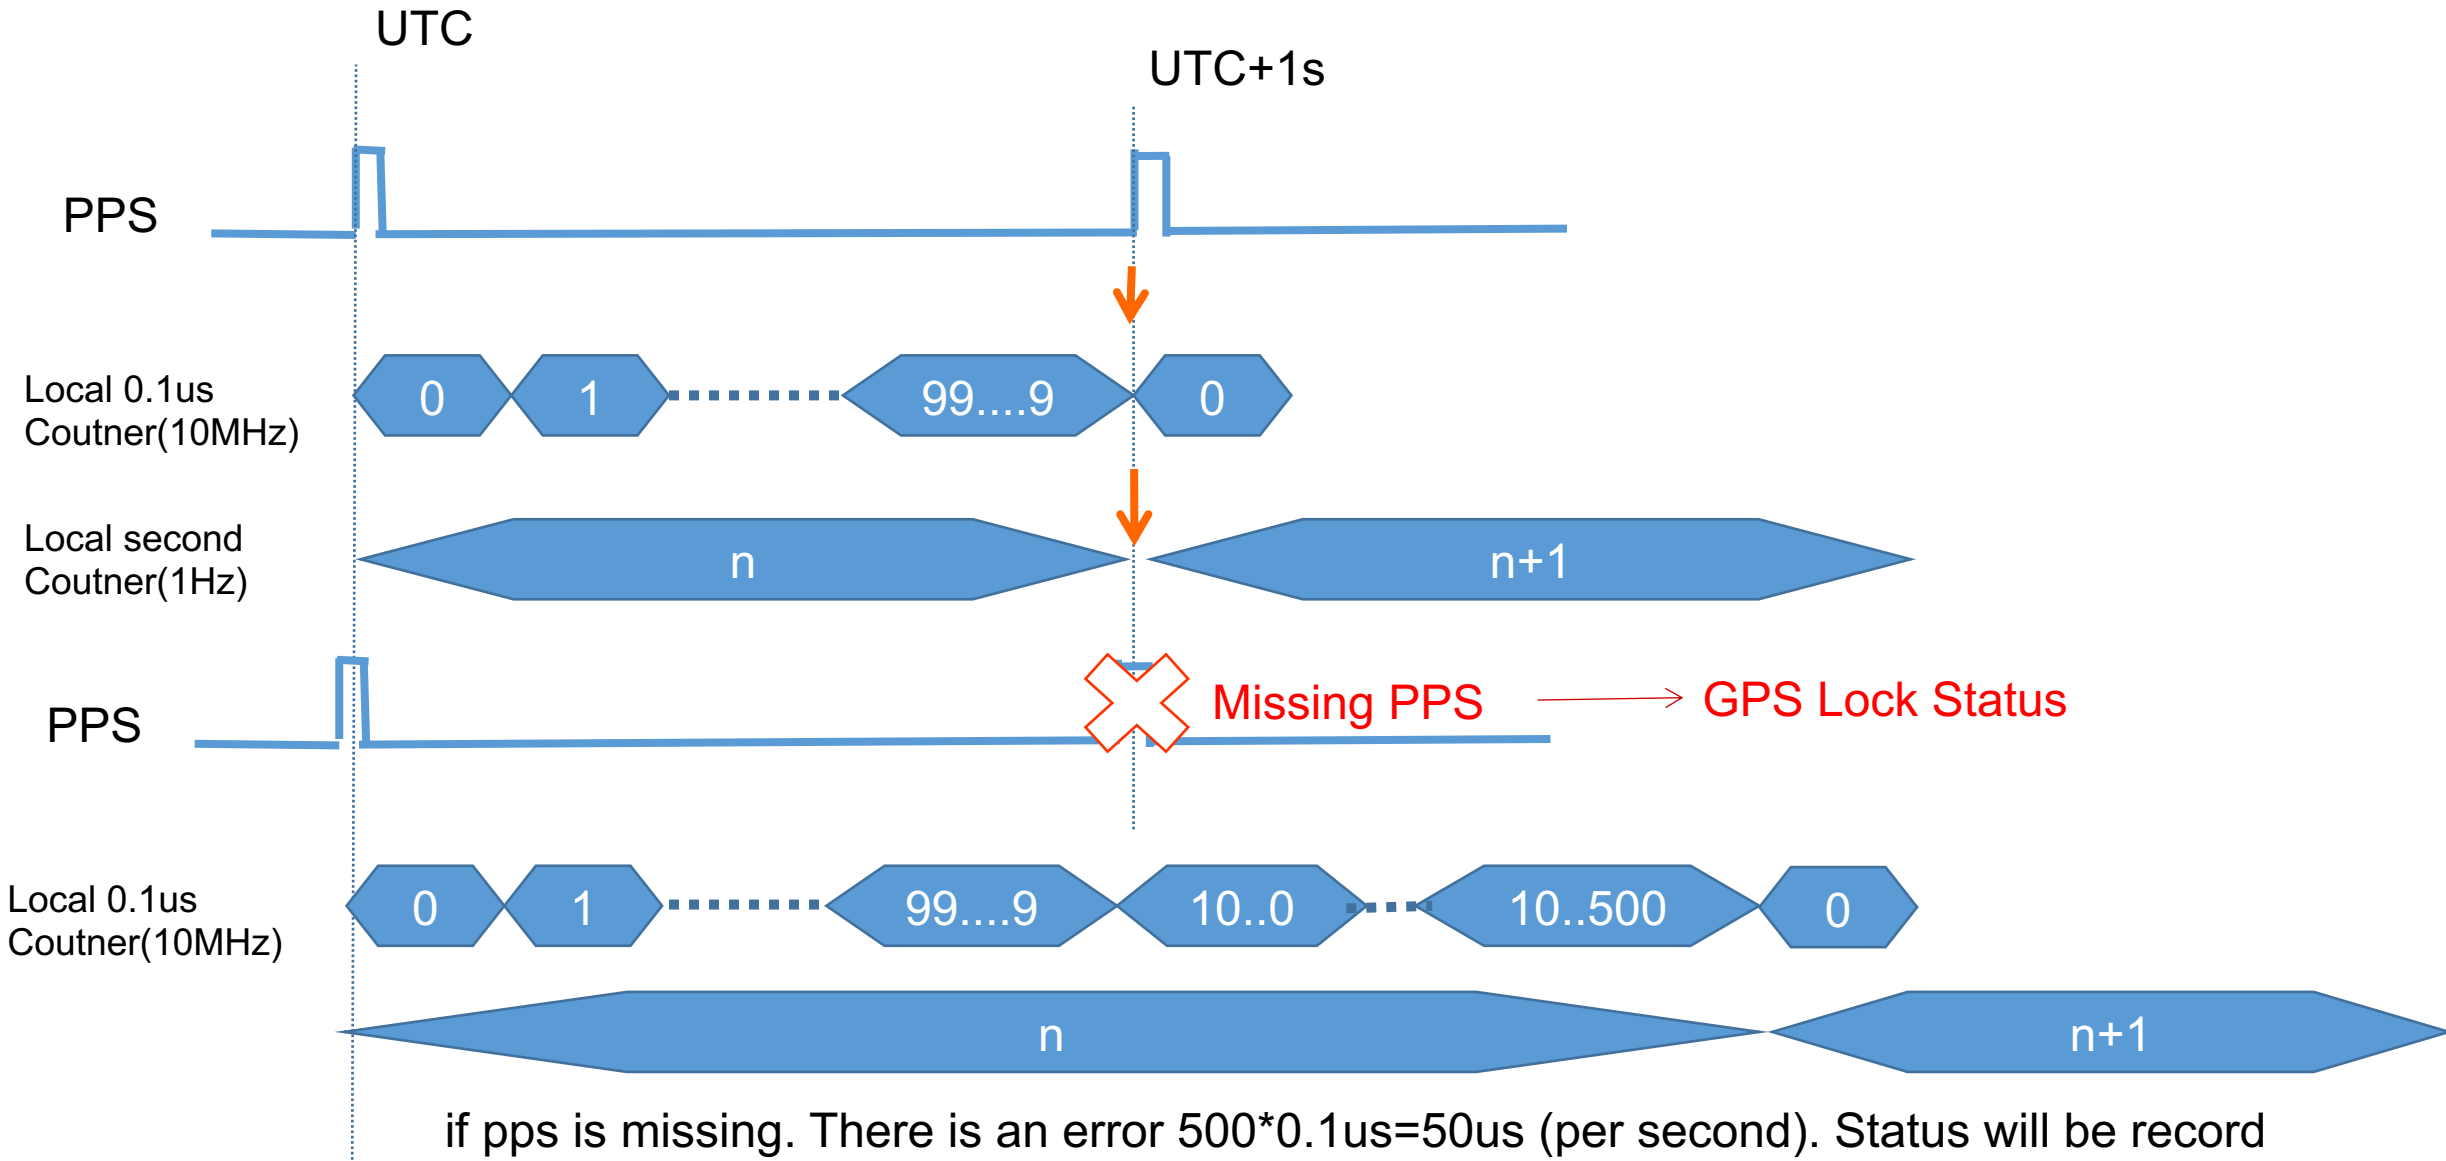 UTC
UTC+1s
PPS
Local 0.1us
Coutner(10MHz)
0
1
99....9
0
Local second
Coutner(1Hz)
n
n+1
PPS
Missing PPS
GPS Lock Status
Local 0.1us
Coutner(10MHz)
0
1
99....9
10..0
10..500
0
n
n+1
if pps is missing. There is an error 500*0.1us=50us (per second). Status will be record